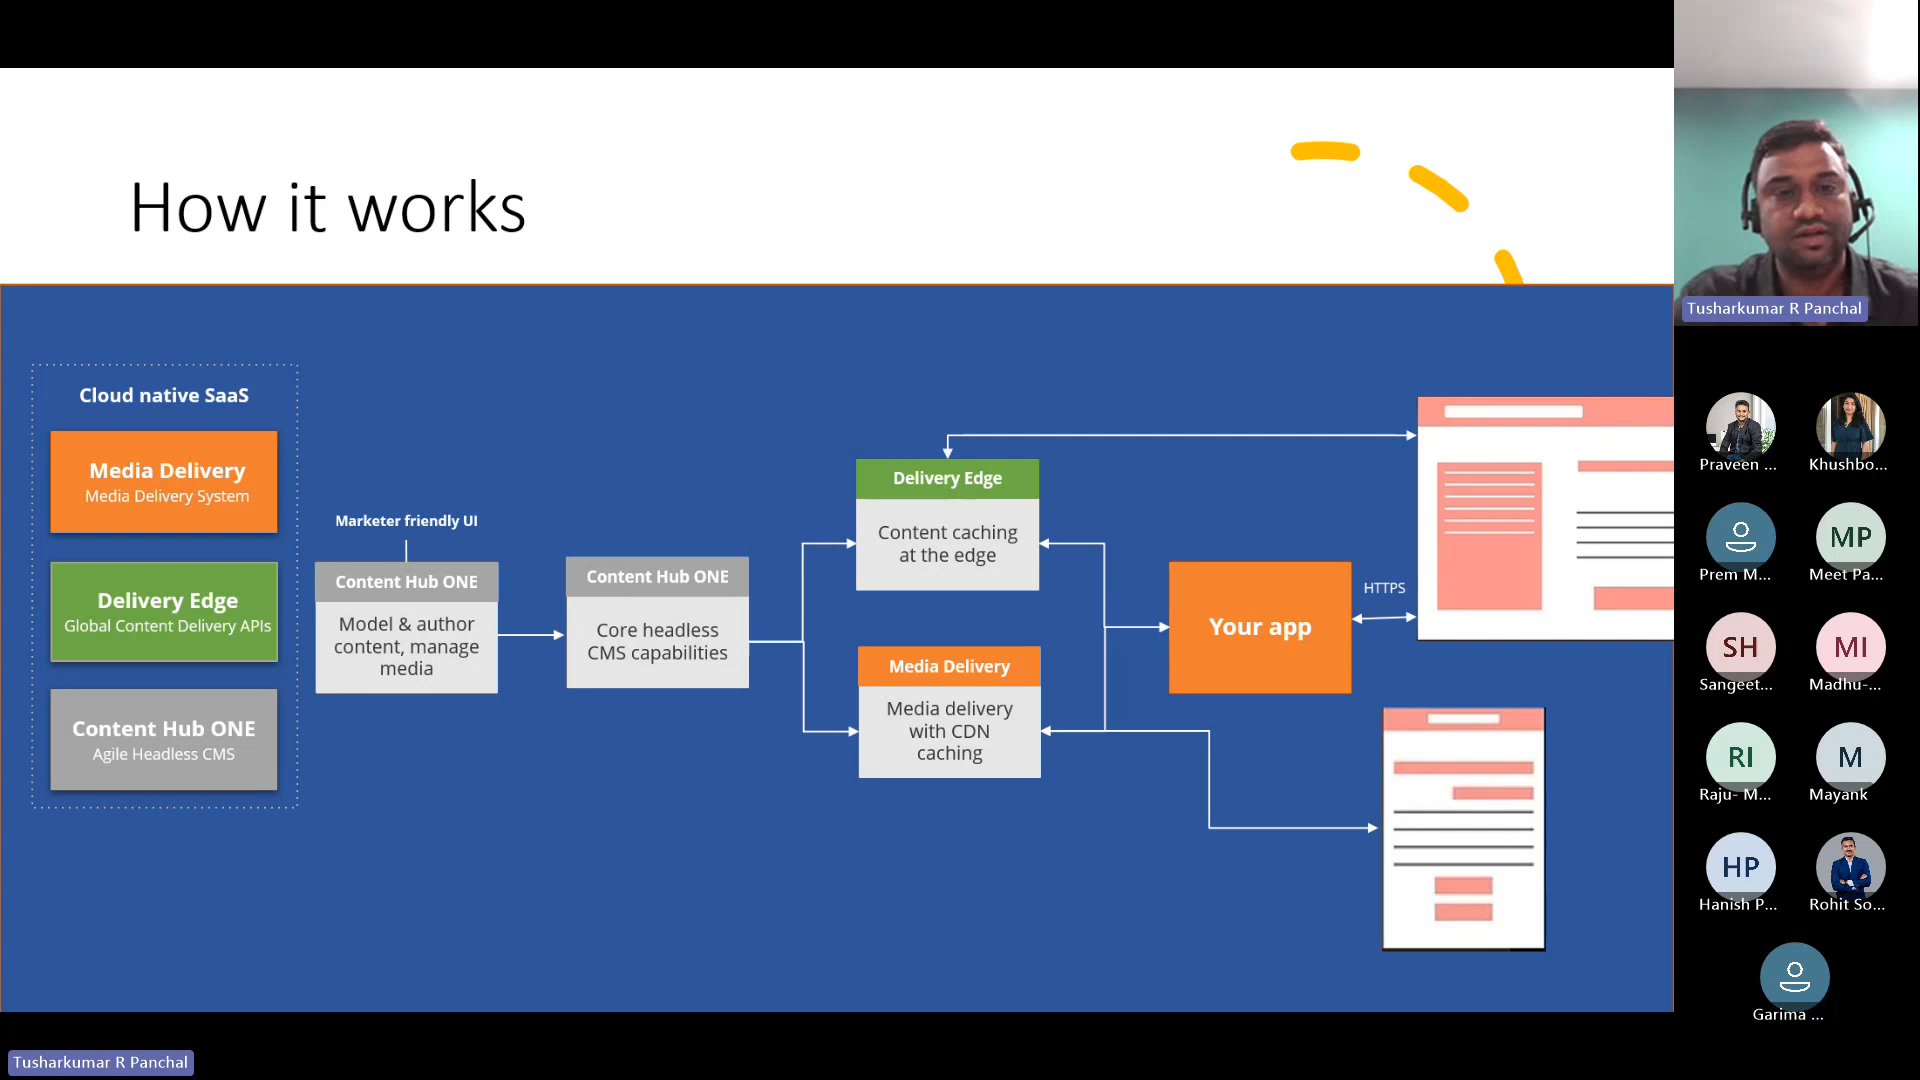 How it works
Cloud native SaaS
Media Delivery
Media Delivery System
Delivery Edge
Global Content Delivery APIs
Content Hub ONE
Agile Headless CMS
Marketer friendly UI
Content Hub ONE
Model & author
content, manage
media
Content Hub ONE
Core headless
CMS capabilities
Delivery Edge
Content caching
at the edge
Media Delivery
Media delivery
with CDN
caching
Your app
HTTPS
Tusharkumar R Panchal
Praveen ...
Khushbo...
Prem M...
MP
Meet Pa...
SH
Sangeet...
MI
Madhu-...
RI
Raju- M...
M
Mayank
HP
Hanish P...
Rohit So...
Garima ...
Tusharkumar R Panchal